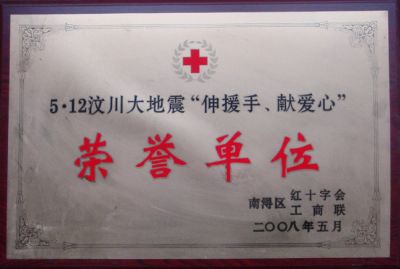 5·12汶川大地震“伸援手、献爱心”
荣誉单位
南浔区 红十字会
工商联
二〇〇八年五月